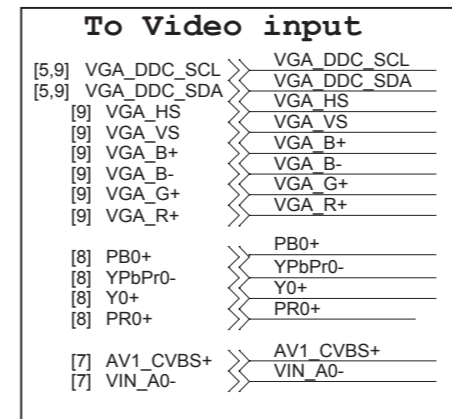 To Video input
[5,9] VGA_DDC_SCL VGA_DDC_SCL
[5,9] VGA_DDC_SDA VGA_DDC_SDA
[9] VGA_HS VGA_HS
[9] VGA_VS VGA_VS
[9] VGA_B+ VGA_B+
[9] VGA_B- VGA_B-
[9] VGA_G+ VGA_G+
[9] VGA_R+ VGA_R+
[8] PB0+ PB0+
[8] YPbPr0- YPbPr0-
[8] Y0+ Y0+
[8] PR0+ PR0+
[7] AV1_CVBS+ AV1_CVBS+
[7] VIN_A0- VIN_A0-